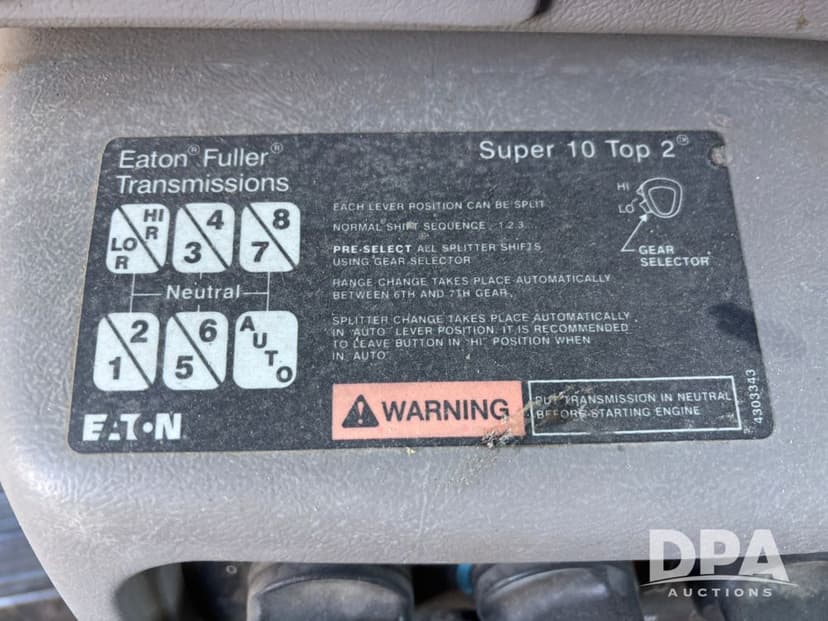 Eaton® Fuller®
Transmissions
Super 10 Top 2™
HI
R
LO
R
4
3
8
7
Neutral
2
1
6
5
AUTO
EACH LEVER POSITION CAN BE SPLIT
NORMAL SHIFT SEQUENCE, 1,2,3...
PRE-SELECT ALL SPLITTER SHIFTS
USING GEAR SELECTOR
RANGE CHANGE TAKES PLACE AUTOMATICALLY
BETWEEN 6TH AND 7TH GEAR.
SPLITTER CHANGE TAKES PLACE AUTOMATICALLY
IN "AUTO" LEVER POSITION. IT IS RECOMMENDED
TO LEAVE BUTTON IN "HI" POSITION WHEN
IN "AUTO".
HI
LO
GEAR
SELECTOR
EATON
WARNING
PUT TRANSMISSION IN NEUTRAL
BEFORE STARTING ENGINE
4303343
DPA
AUCTIONS